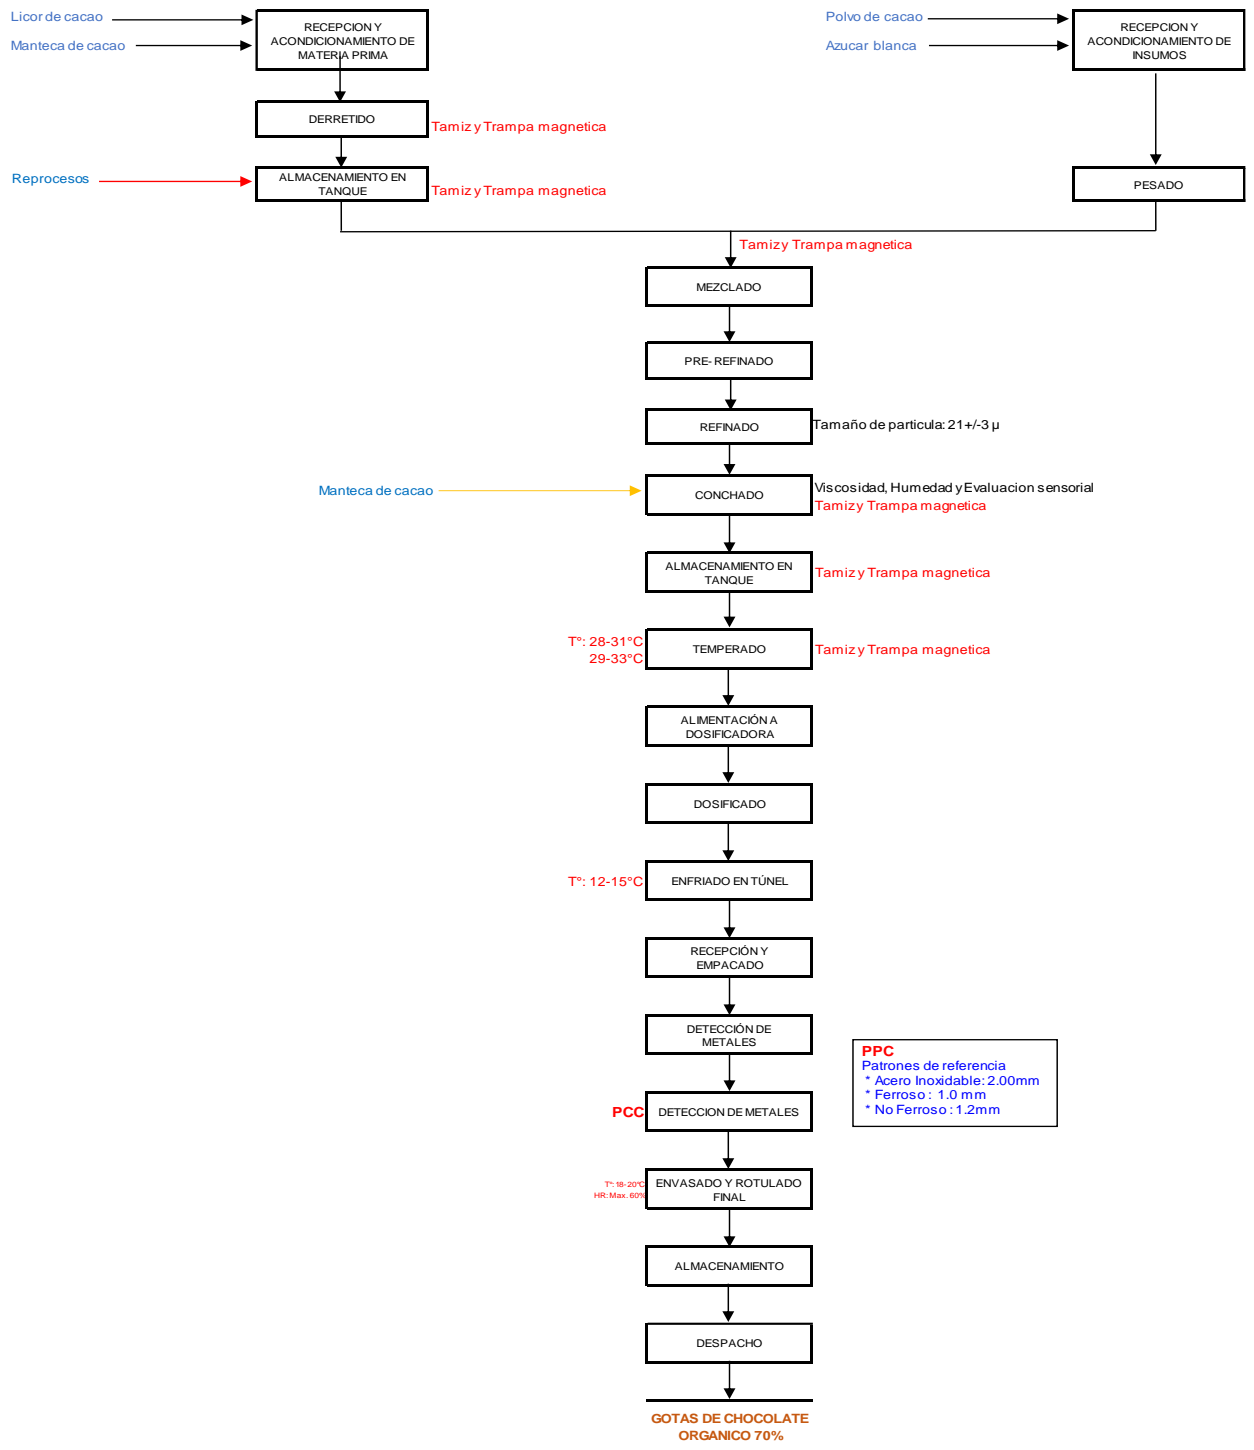 Licor de cacao
Manteca de cacao
RECEPCION Y
ACONDICIONAMIENTO DE
MATERIA PRIMA
Polvo de cacao
Azucar blanca
RECEPCION Y
ACONDICIONAMIENTO DE
INSUMOS
DERRETIDO
Tamiz y Trampa magnetica
Reprocesos
ALMACENAMIENTO EN
TANQUE
Tamiz y Trampa magnetica
PESADO
Tamiz y Trampa magnetica
MEZCLADO
PRE- REFINADO
REFINADO
Tamaño de particula: 21+/-3 µ
Manteca de cacao
CONCHADO
Viscosidad, Humedad y Evaluacion sensorial
Tamiz y Trampa magnetica
ALMACENAMIENTO EN
TANQUE
Tamiz y Trampa magnetica
T°: 28-31°C
29-33°C
TEMPERADO
Tamiz y Trampa magnetica
ALIMENTACIÓN A
DOSIFICADORA
DOSIFICADO
T°: 12-15°C
ENFRIADO EN TÚNEL
RECEPCIÓN Y
EMPACADO
DETECCIÓN DE
METALES
PPC
Patrones de referencia
* Acero Inoxidable: 2.00mm
* Ferroso : 1.0 mm
* No Ferroso : 1.2mm
PCC
DETECCION DE METALES
T°: 18-20°C
HR: Max. 60%
ENVASADO Y ROTULADO
FINAL
ALMACENAMIENTO
DESPACHO
GOTAS DE CHOCOLATE
ORGANICO 70%